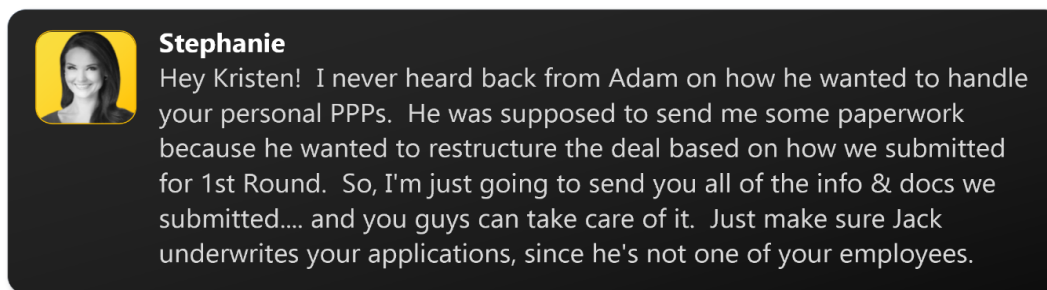 Stephanie
Hey Kristen!  I never heard back from Adam on how he wanted to handle
your personal PPPs.  He was supposed to send me some paperwork
because he wanted to restructure the deal based on how we submitted
for 1st Round.  So, I'm just going to send you all of the info & docs we
submitted.... and you guys can take care of it.  Just make sure Jack
underwrites your applications, since he's not one of your employees.